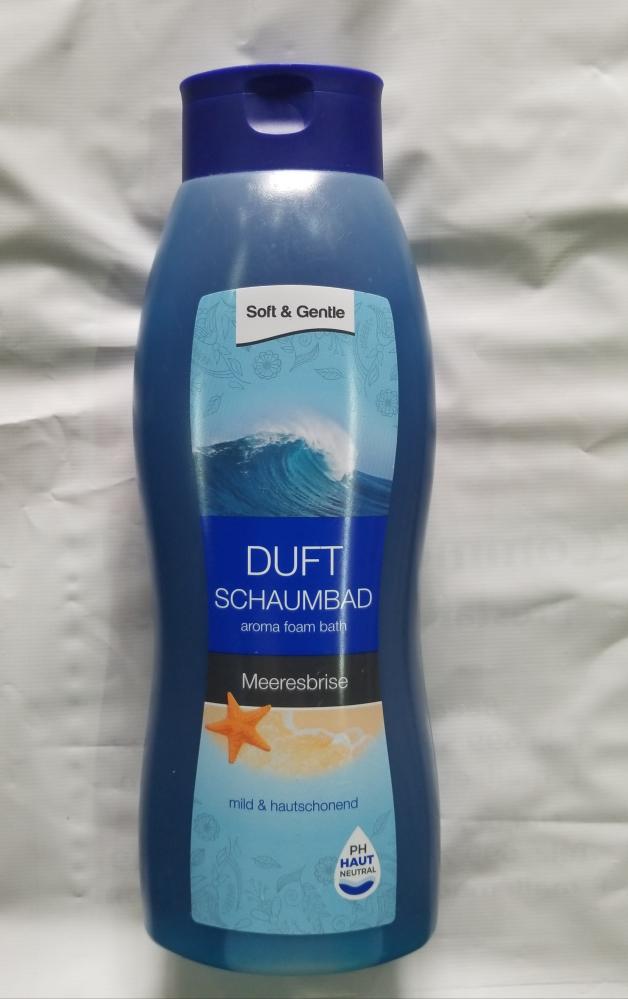 Soft & Gentle
DUFT
SCHAUMBAD
aroma foam bath
Meeresbrise
mild & hautschonend
PH
HAUT
NEUTRAL